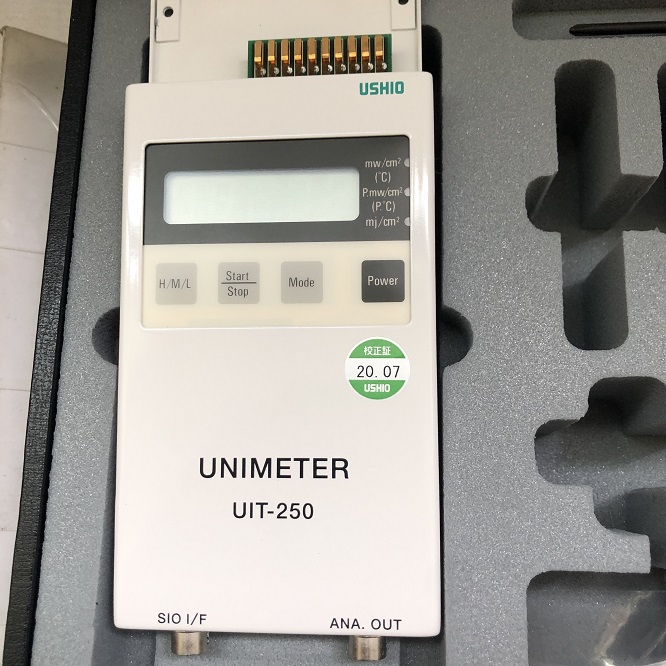 USHIO
mw/cm²
(°C)
P.mw/cm²
(P.°C)
mj/cm²
H/M/L
Start
Stop
Mode
Power
校正証
20. 07
USHIO
UNIMETER
UIT-250
SIO I/F
ANA. OUT